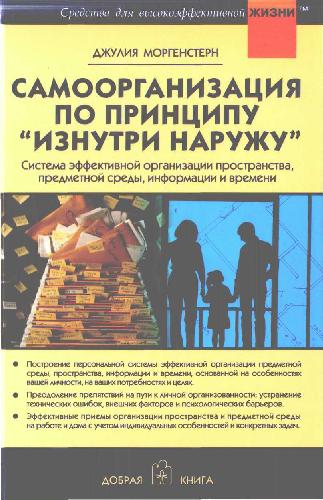 Средства для высокоэффективной ЖИЗНИ™
ДЖУЛИЯ МОРГЕНСТЕРН
САМООРГАНИЗАЦИЯ
ПО ПРИНЦИПУ
“ИЗНУТРИ НАРУЖУ”
Система эффективной организации пространства,
предметной среды, информации и времени
Построение персональной системы эффективной организации предметной
среды, пространства, информации и времени, основанной на особенностях
вашей личности, на ваших потребностях и целях.
Преодоление препятствий на пути к личной организованности: устранение
технических ошибок, внешних факторов и психологических барьеров.
Эффективные приемы организации пространства и предметной среды
на работе и дома с учетом индивидуальных особенностей и конкретных задач.
ДОБРАЯ КНИГА